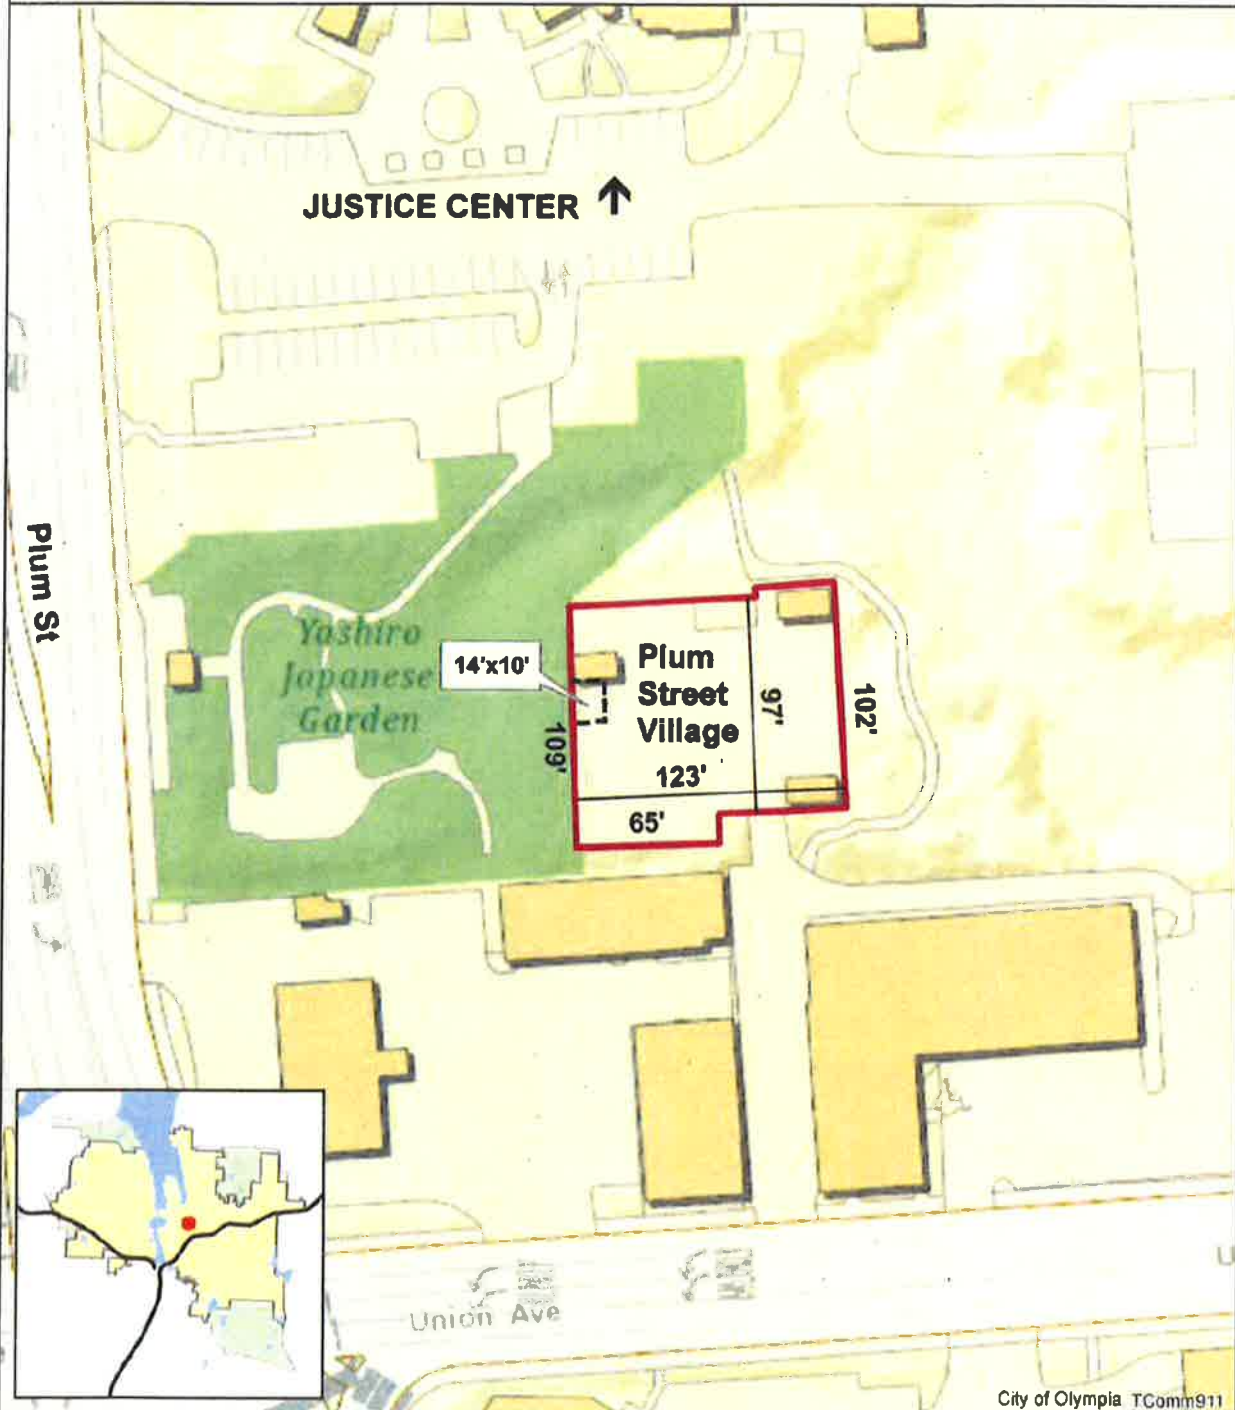 JUSTICE CENTER ↑
Plum St
Yashiro
Japanese
Garden
14'x10'
Plum
Street
Village
97'
102'
109'
123'
65'
Union Ave
U
City of Olympia TComm911